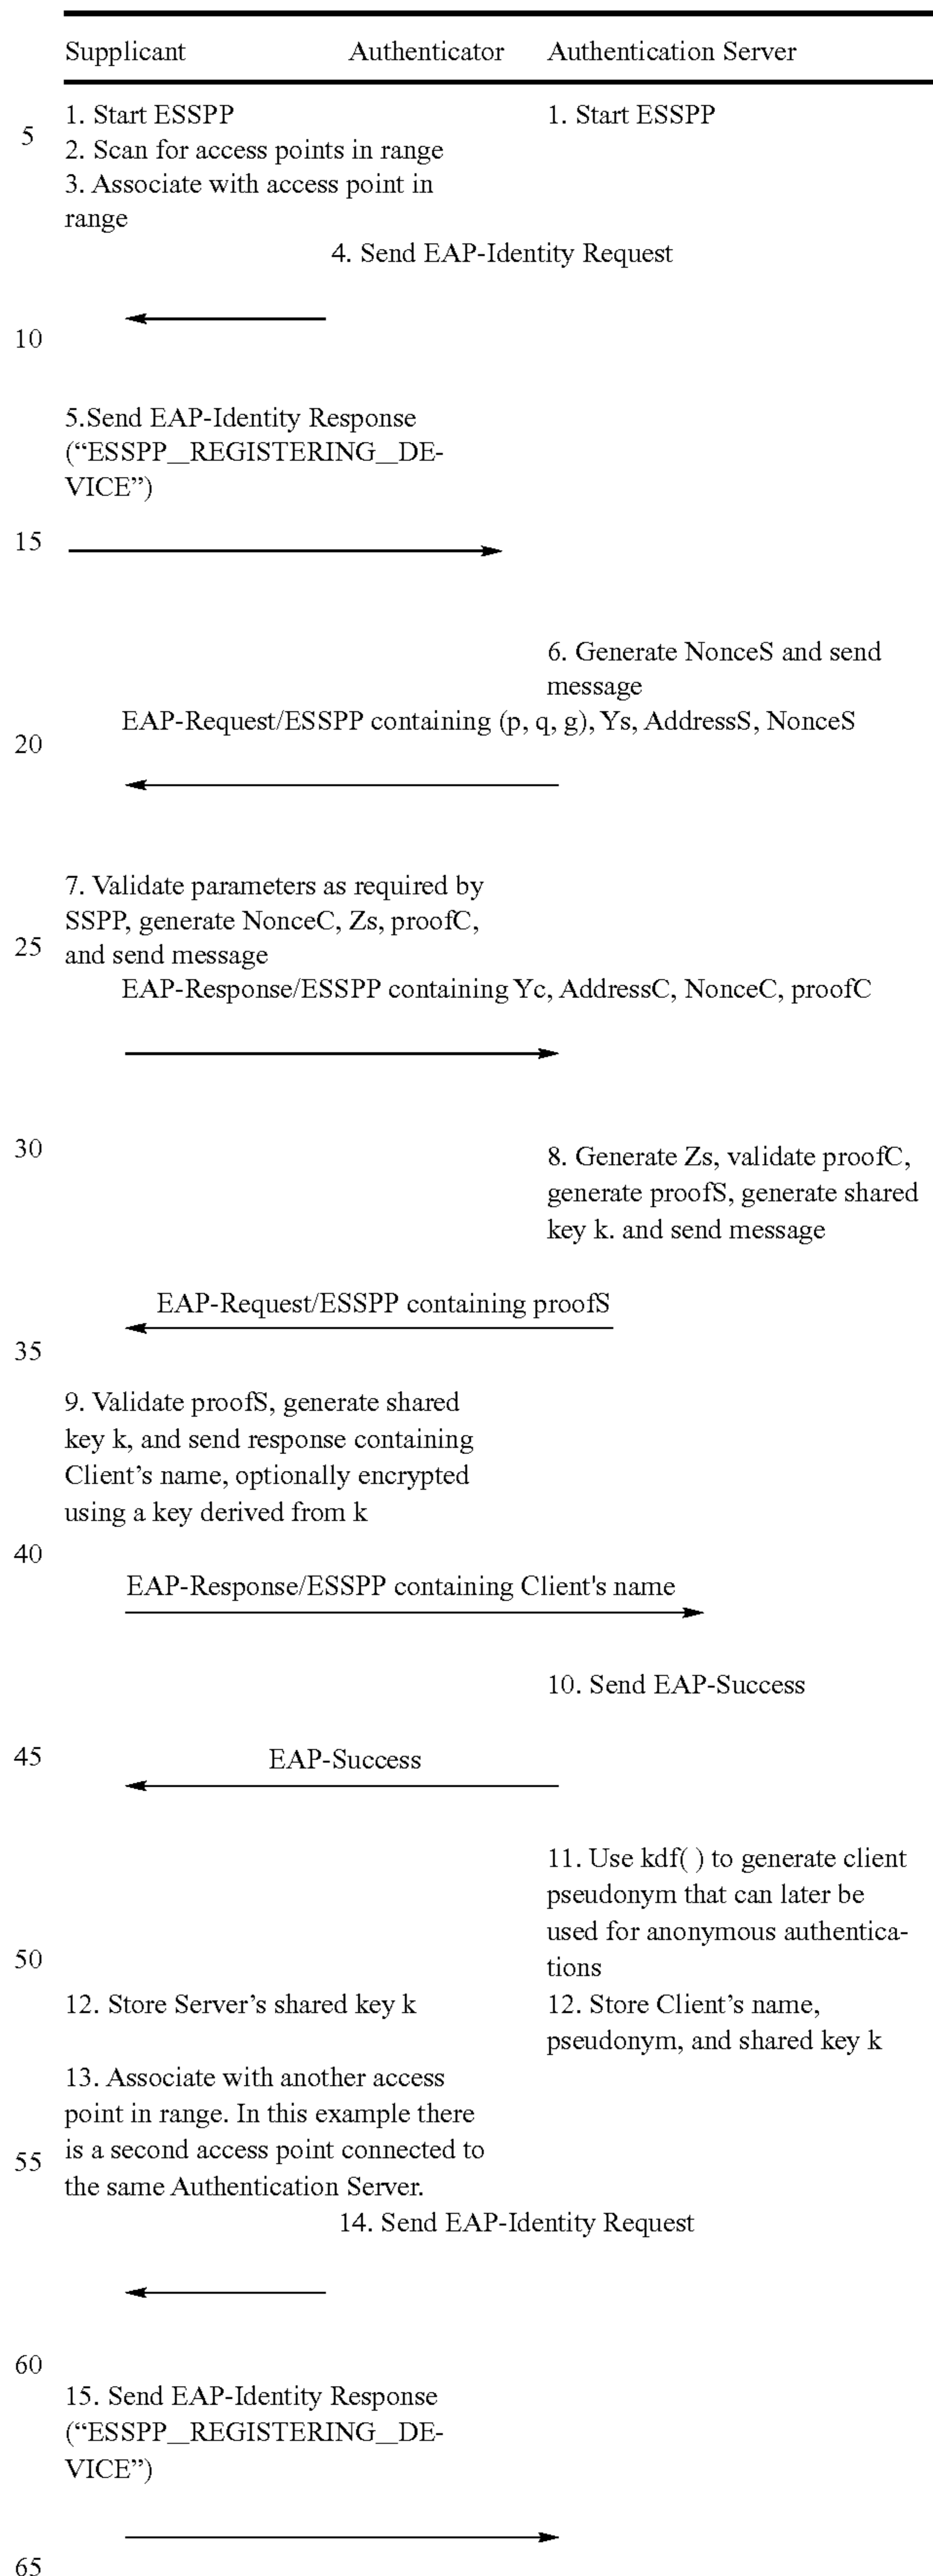 Supplicant Authenticator Authentication Server
1. Start ESSPP 1. Start ESSPP
5
2. Scan for access points in range
3. Associate with access point in
range
4. Send EAP-Identity Request
10
5.Send EAP-Identity Response
(“ESSPP__REGISTERING__DE-
VICE”)
15
6. Generate NonceS and send
message
EAP-Request/ESSPP containing (p, q, g), Ys, AddressS, NonceS
20
7. Validate parameters as required by
SSPP, generate NonceC, Zs, proofC,
25
and send message
EAP-Response/ESSPP containing Yc, AddressC, NonceC, proofC
30
8. Generate Zs, validate proofC,
generate proofS, generate shared
key k. and send message
EAP-Request/ESSPP containing proofS
35
9. Validate proofS, generate shared
key k, and send response containing
Client’s name, optionally encrypted
using a key derived from k
40
EAP-Response/ESSPP containing Client's name
10. Send EAP-Success
45
EAP-Success
11. Use kdf( ) to generate client
pseudonym that can later be
used for anonymous authentica-
50
tions
12. Store Server’s shared key k 12. Store Client’s name,
pseudonym, and shared key k
13. Associate with another access
point in range. In this example there
55
is a second access point connected to
the same Authentication Server.
14. Send EAP-Identity Request
60
15. Send EAP-Identity Response
(“ESSPP__REGISTERING__DE-
VICE”)
65